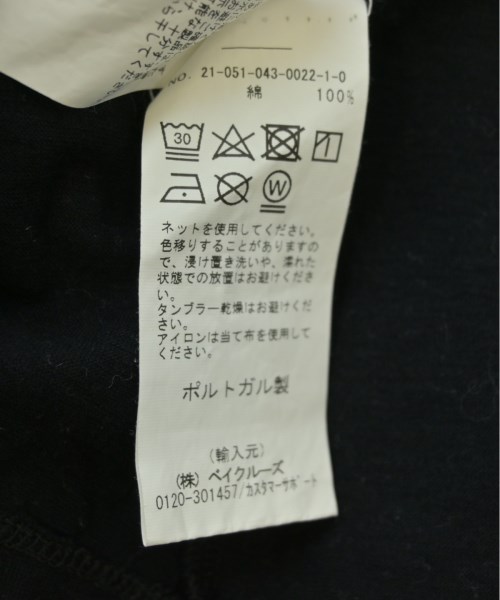 NO. 21-051-043-0022-1-0
綿 100%
30
W
ネットを使用してください。
色移りすることがありますの
で、浸け置き洗いや、濡れた
状態での放置はお避けくださ
い。
タンブラー乾燥はお避けくだ
さい。
アイロンは当て布を使用して
ください。
ポルトガル製
(輸入元)
(株) ベイクルーズ
0120-301457/カスタマーサポート